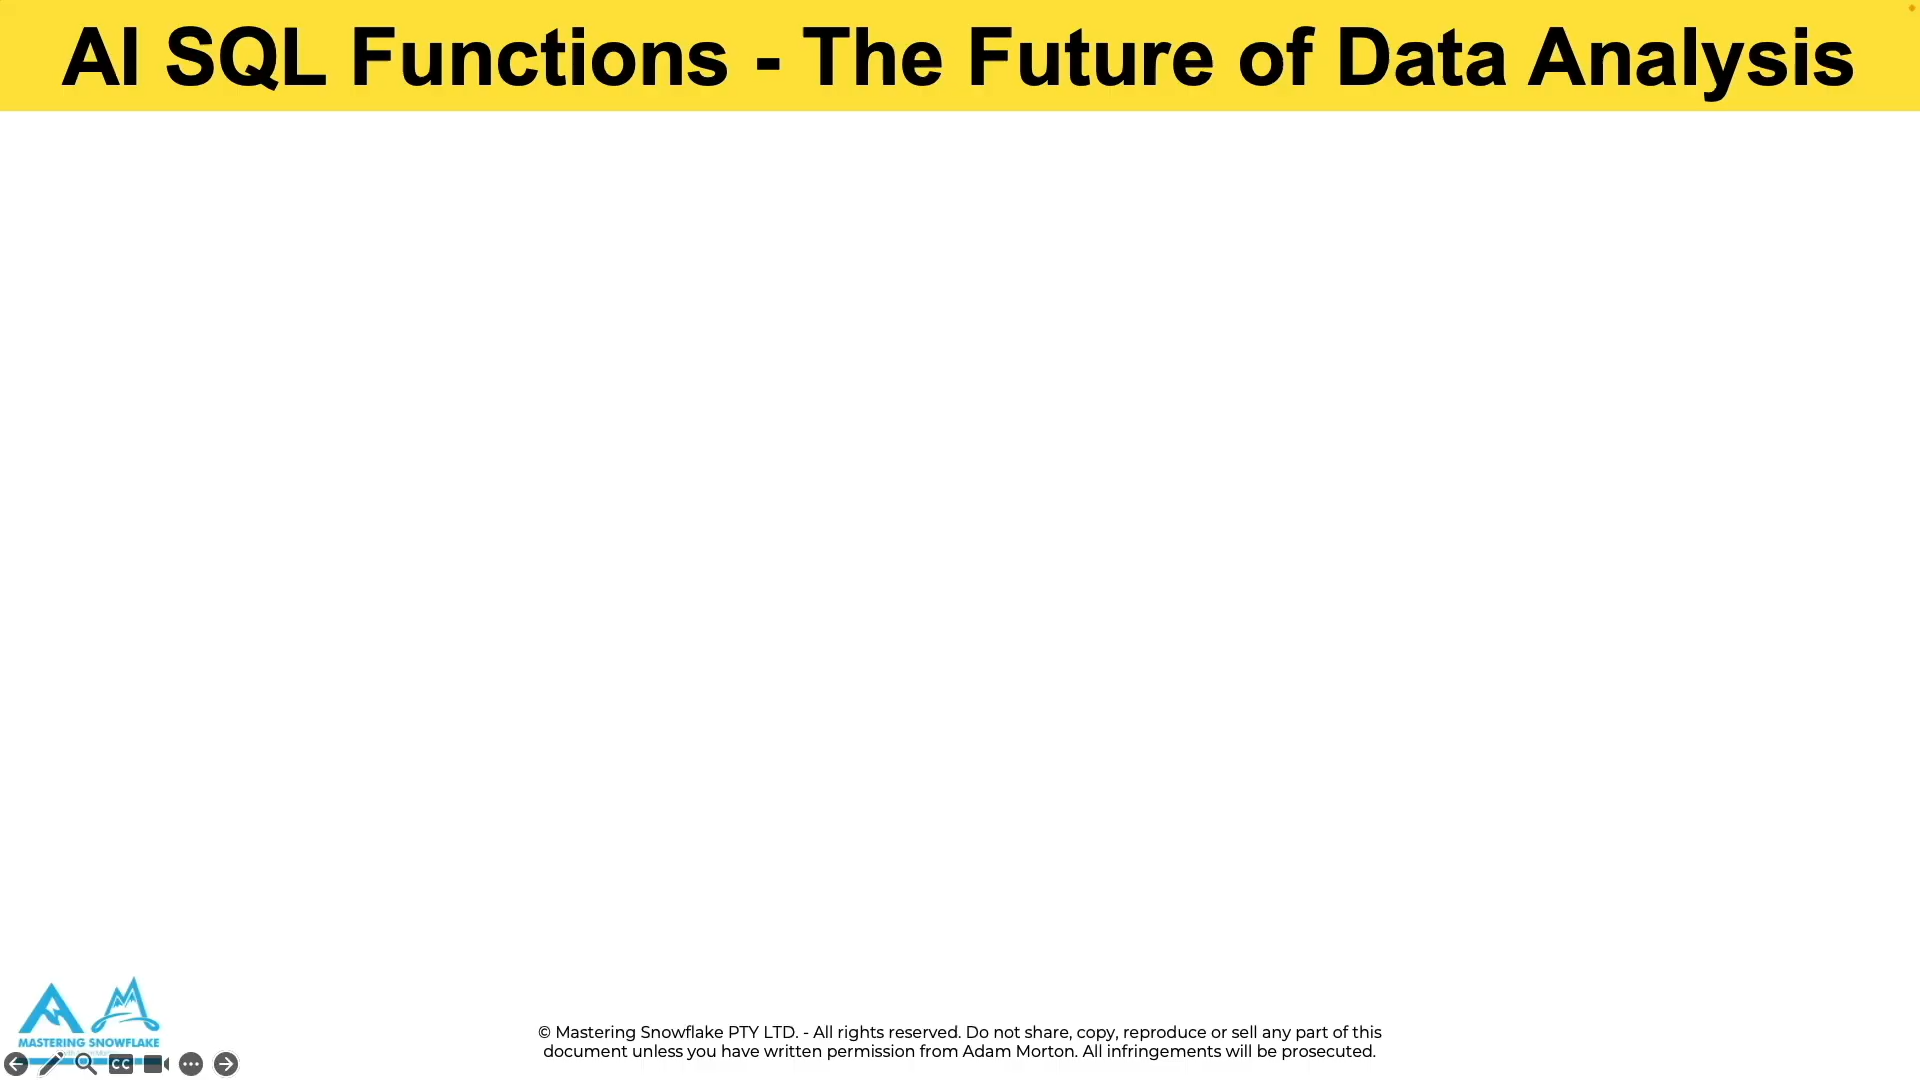 AI SQL Functions - The Future of Data Analysis
MASTERING SNOWFLAKE
CC
© Mastering Snowflake PTY LTD. - All rights reserved. Do not share, copy, reproduce or sell any part of this
document unless you have written permission from Adam Morton. All infringements will be prosecuted.